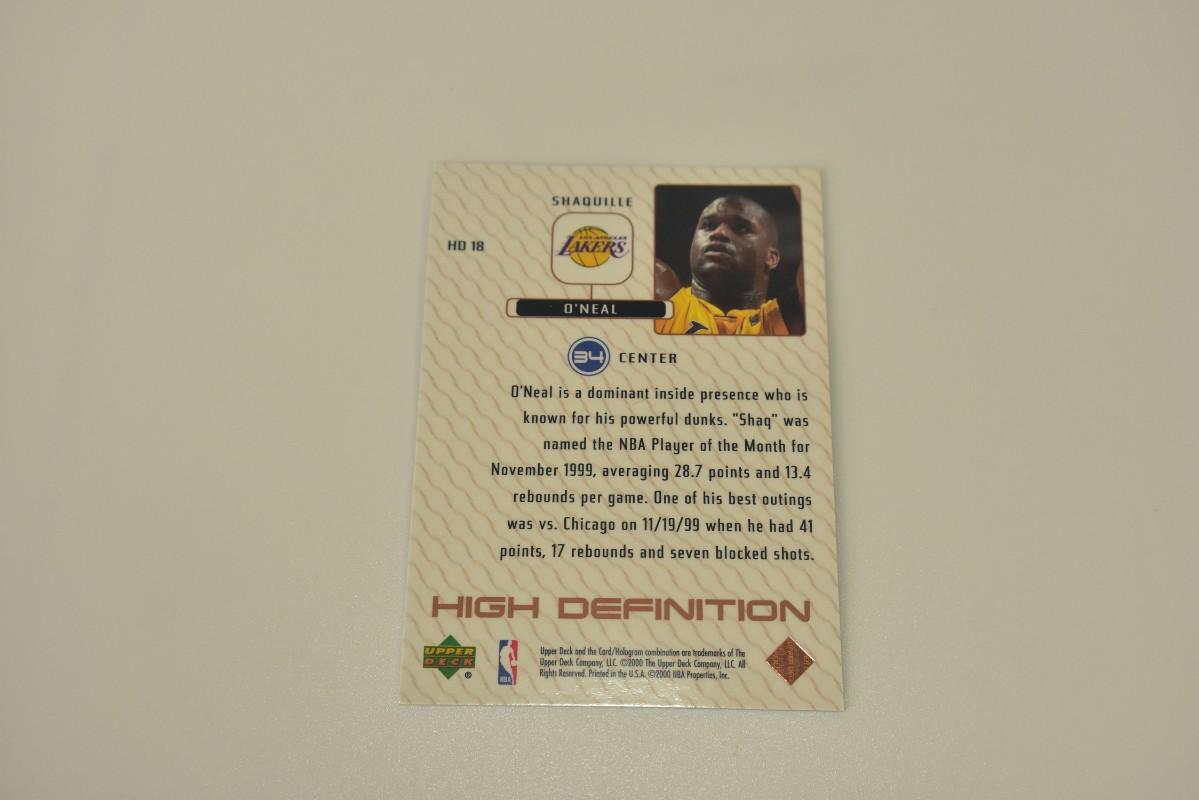 SHAQUILLE
LOS ANGELES
LAKERS
HD 18
O'NEAL
34 CENTER
O'Neal is a dominant inside presence who is
known for his powerful dunks. "Shaq" was
named the NBA Player of the Month for
November 1999, averaging 28.7 points and 13.4
rebounds per game. One of his best outings
was vs. Chicago on 11/19/99 when he had 41
points, 17 rebounds and seven blocked shots.
HIGH DEFINITION
UPPER
DECK
®
NBA
Upper Deck and the Card/Hologram combination are trademarks of The
Upper Deck Company, LLC. ©2000 The Upper Deck Company, LLC. All
Rights Reserved. Printed in the U.S.A. ©2000 NBA Properties, Inc.